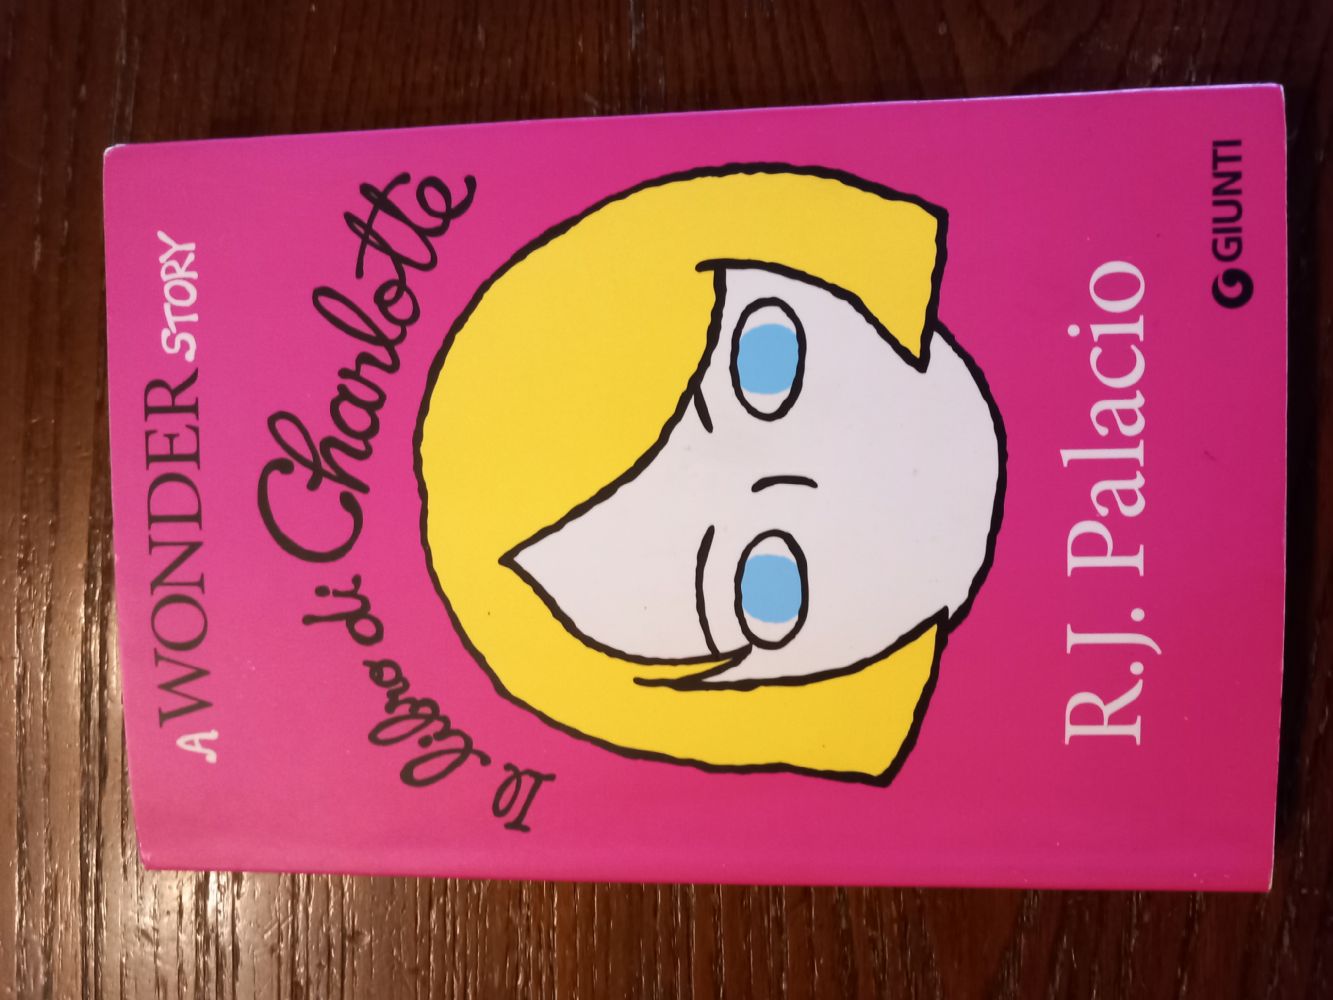 A WONDER STORY
Il libro di Charlotte
R.J. Palacio
GIUNTI